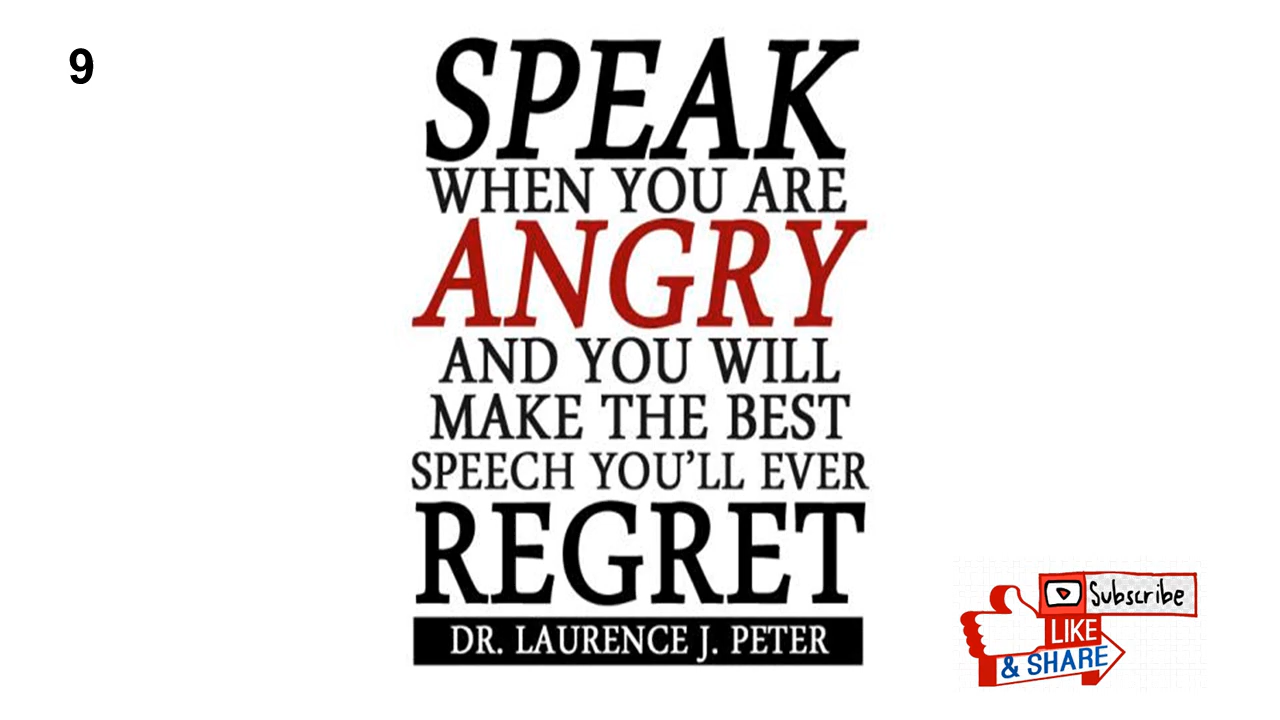 9
SPEAK
WHEN YOU ARE
ANGRY
AND YOU WILL
MAKE THE BEST
SPEECH YOU'LL EVER
REGRET
DR. LAURENCE J. PETER
Subscribe
LIKE
& SHARE